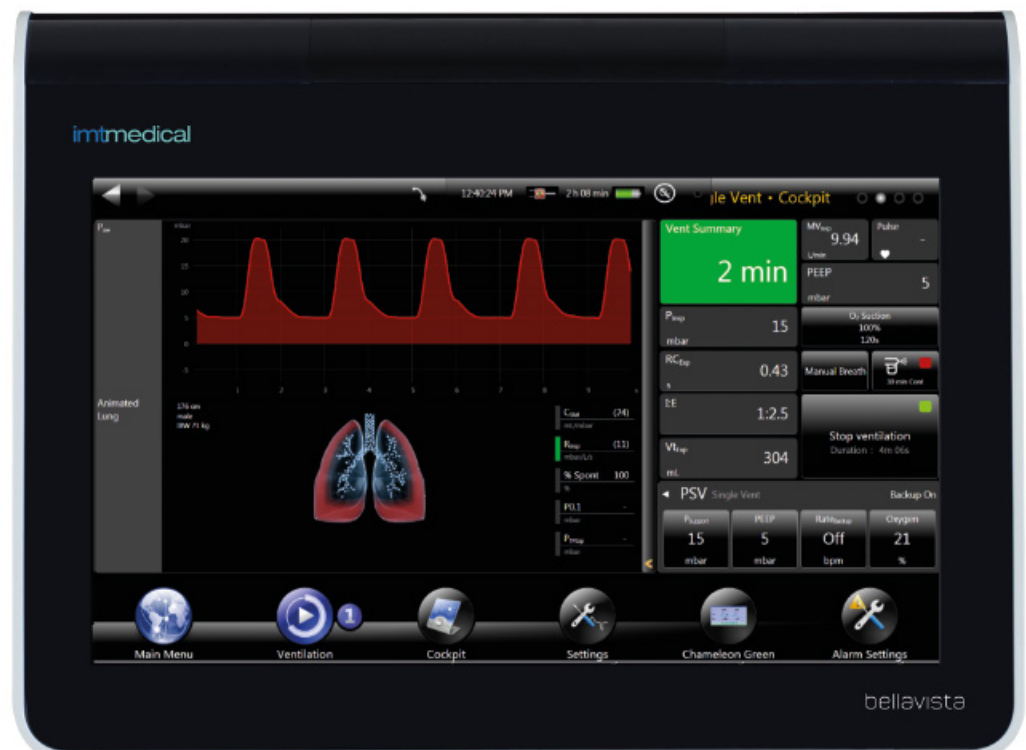 imtmedical
12:40:24 PM
2 h 08 min
gle Vent • Cockpit
Paw
mbar
20
15
10
5
0
-5
1 2 3 4 5 6 7 8 9
Animated
Lung
176 cm
male
IBW 71 kg
(24)
mL/mbar
(11)
mbar/L/s
% Spont 100
%
P0.1 -
mbar
-
mbar
Vent Summary
2 min
9.94
L/min
Pulse
-
PEEP
5
mbar
PInsp
15
mbar
RCExp
0.43
s
I:E
1:2.5
304
mL
O₂ Suction
100%
120s
Manual Breath
30 min Cont
Stop ventilation
Duration : 4m 06s
PSV Single Vent Backup On
PSupport PEEP RateBackup Oxygen
15 5 Off 21
mbar mbar bpm %
1
Main Menu Ventilation Cockpit Settings Chameleon Green Alarm Settings
bellavista